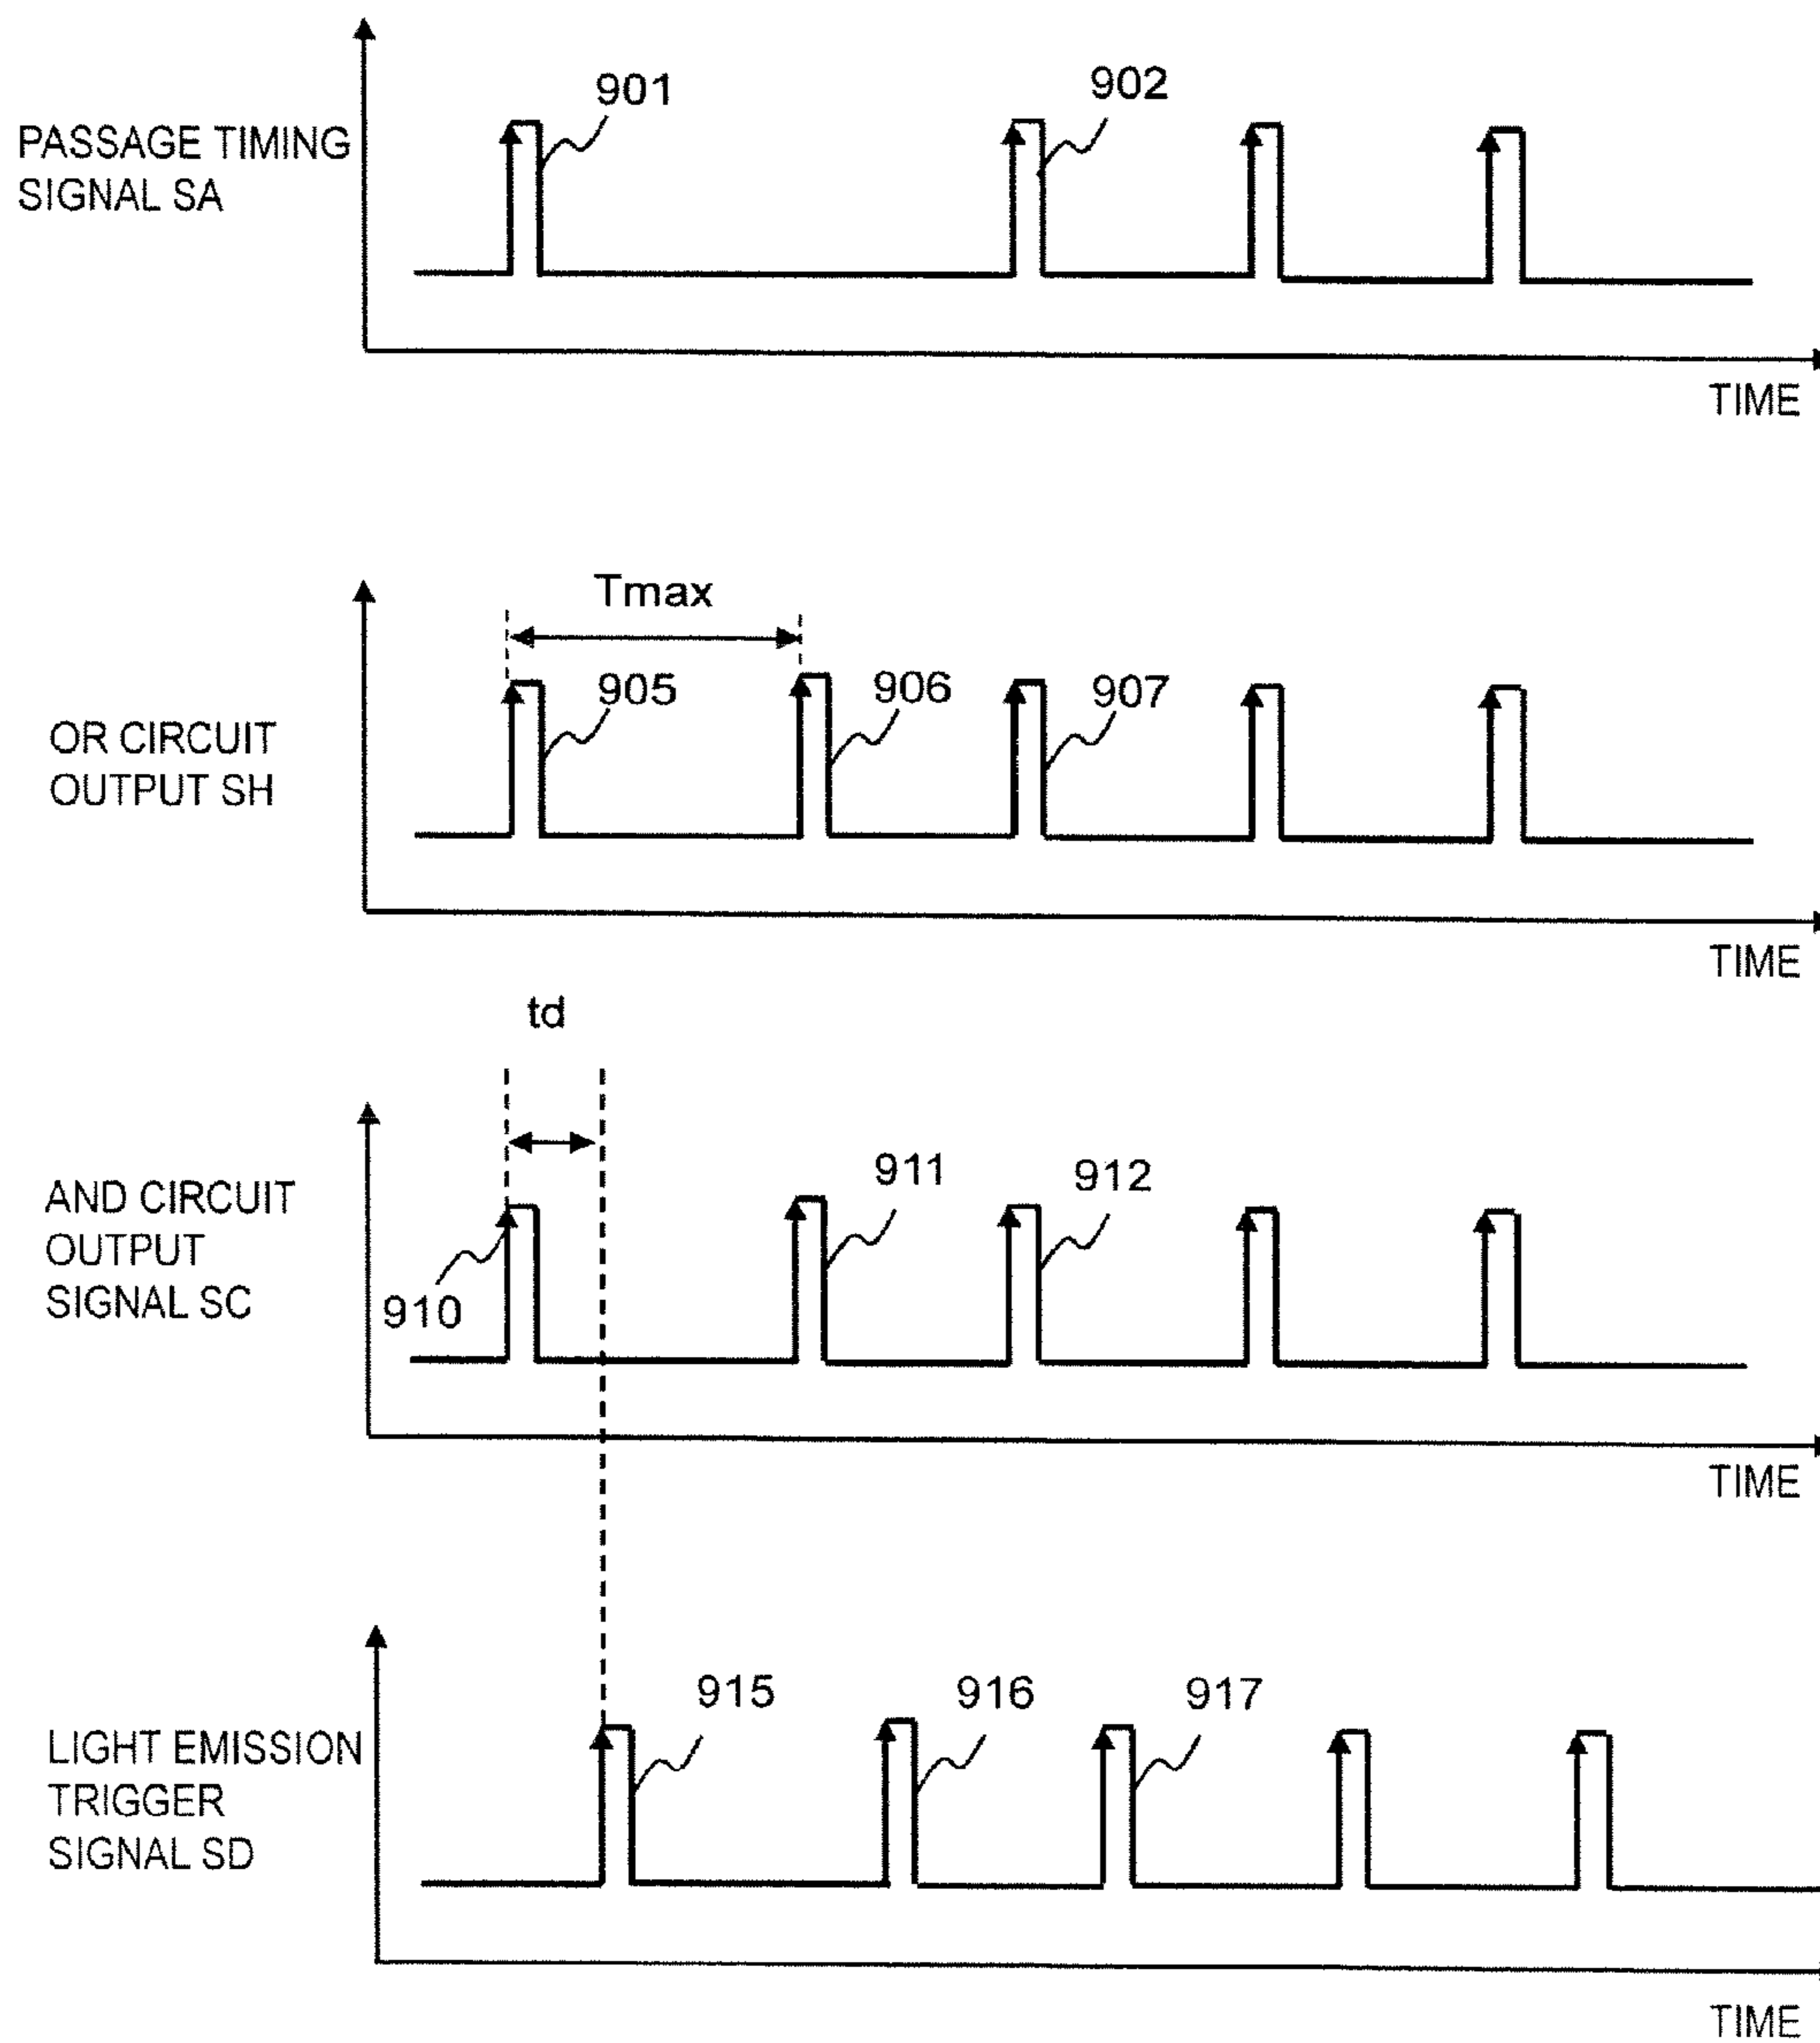 901
902
PASSAGE TIMING
SIGNAL SA
TIME
Tmax
905
906
907
OR CIRCUIT
OUTPUT SH
TIME
td
911
912
AND CIRCUIT
OUTPUT
SIGNAL SC
910
TIME
915
916
917
LIGHT EMISSION
TRIGGER
SIGNAL SD
TIME